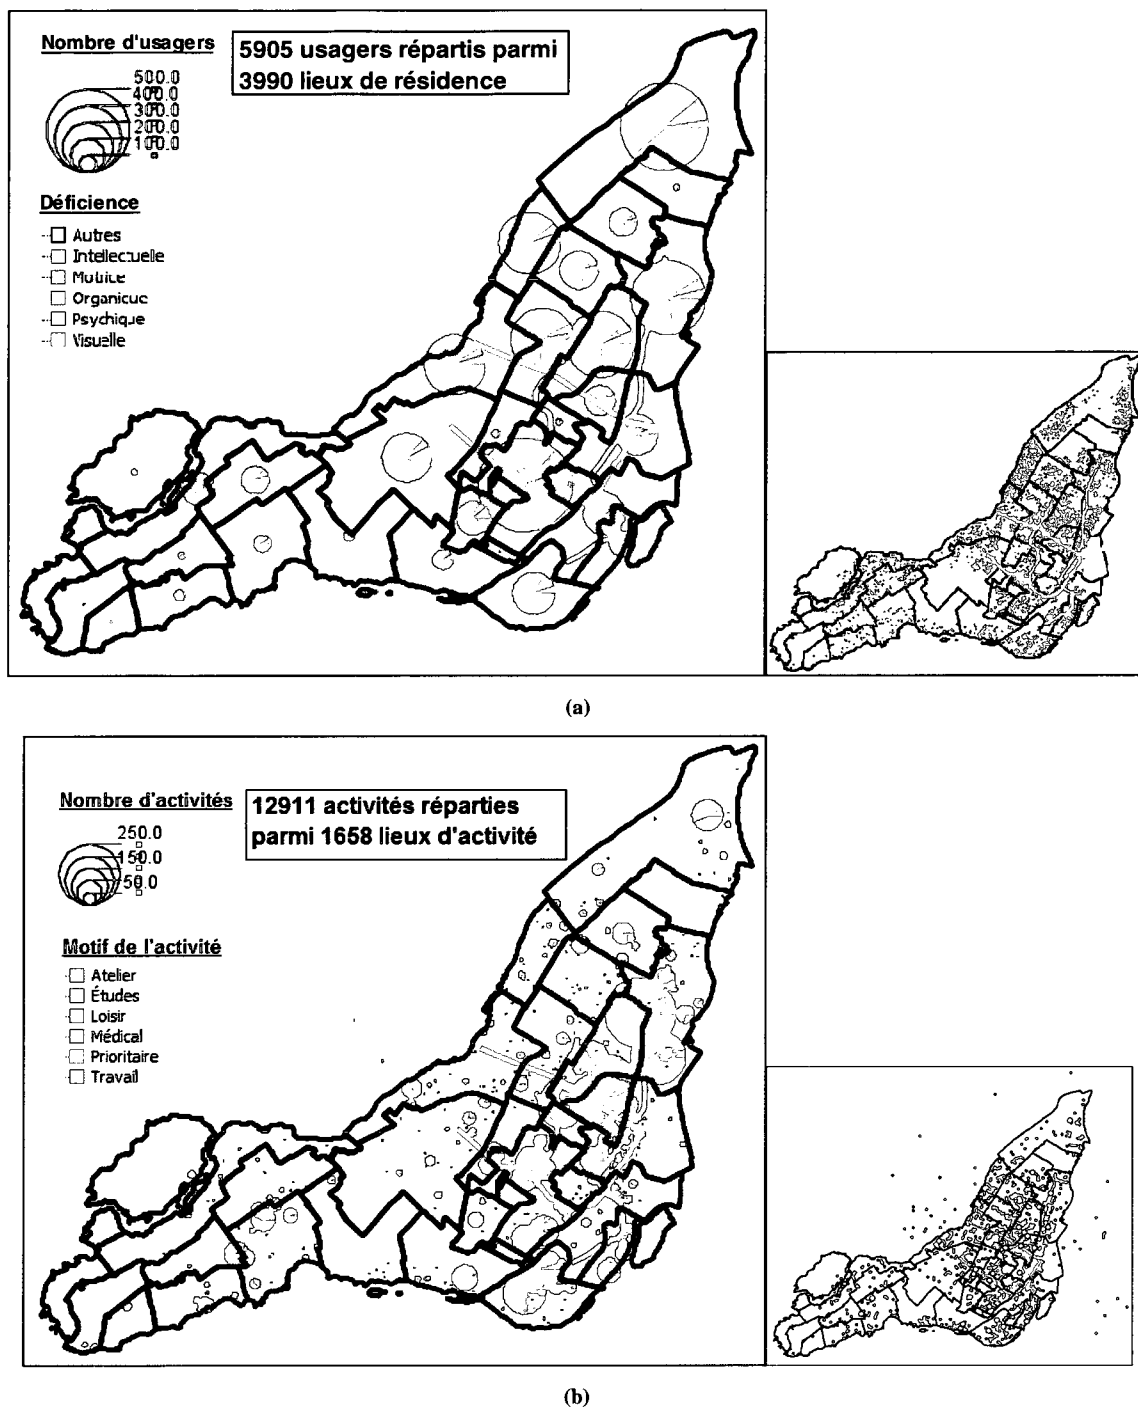 Nombre d'usagers
5905 usagers répartis parmi
3990 lieux de résidence
500.0
400.0
300.0
200.0
100.0
Déficience
Autres
Intellectuelle
Motrice
Organique
Psychique
Visuelle
(a)
Nombre d'activités
12911 activités réparties
parmi 1658 lieux d'activité
250.0
150.0
50.0
Motif de l'activité
Atelier
Études
Loisir
Médical
Prioritaire
Travail
(b)